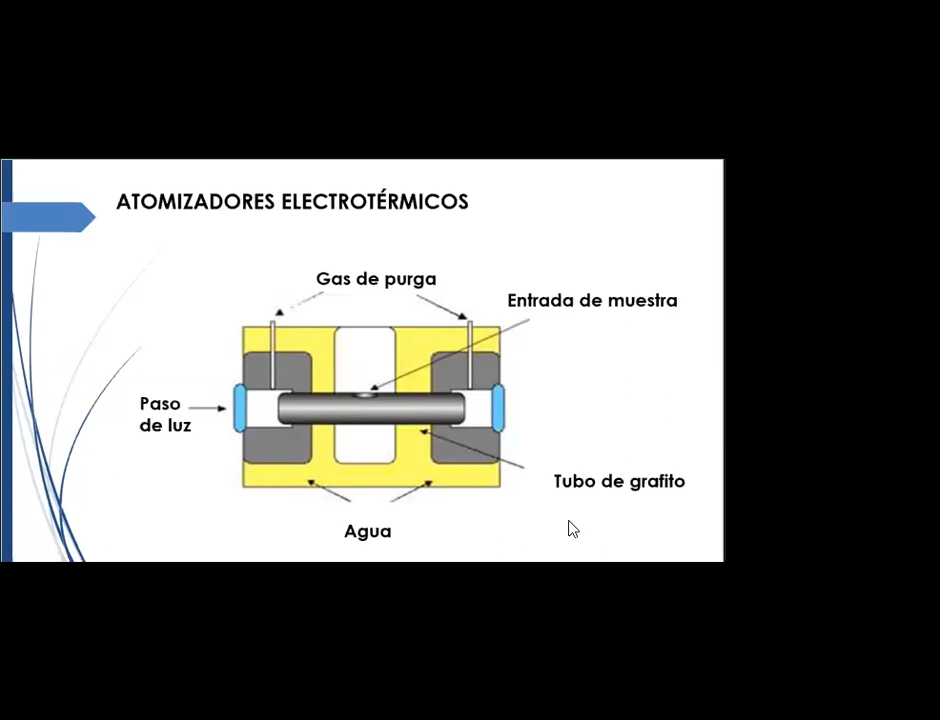 ATOMIZADORES ELECTROTÉRMICOS
Gas de purga
Entrada de muestra
Paso
de luz
Tubo de grafito
Agua